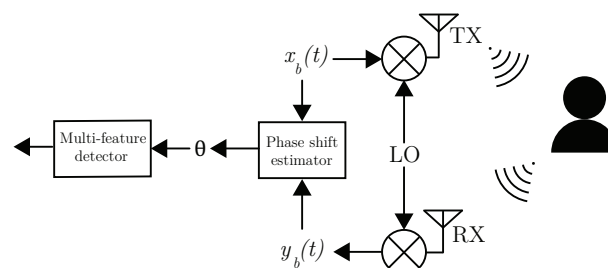 x_b(t)
TX
Multi-feature
detector
θ
Phase shift
estimator
LO
y_b(t)
RX